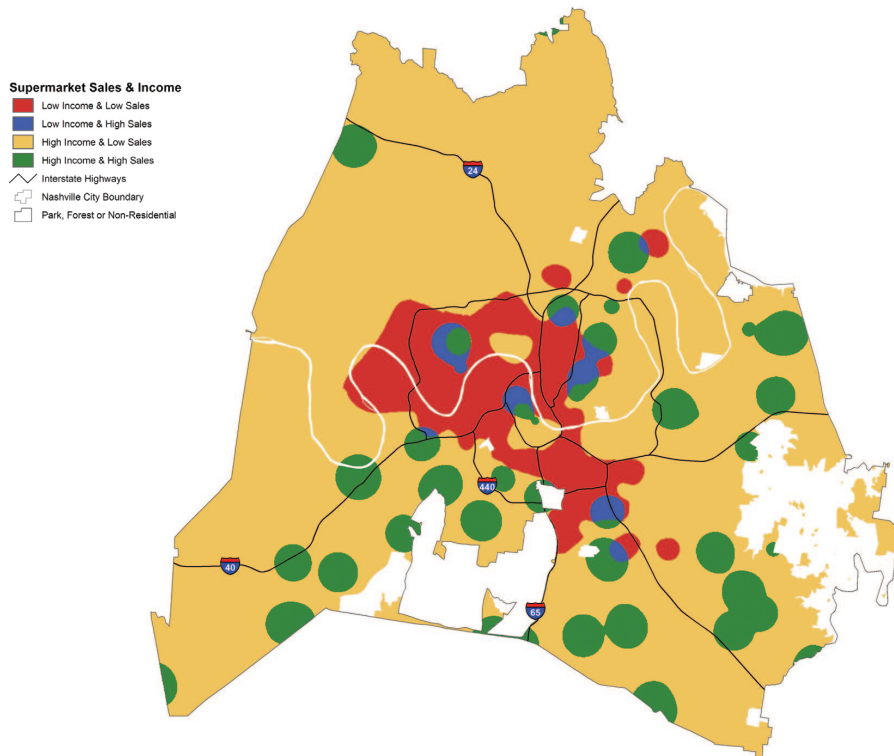 Supermarket Sales & Income
Low Income & Low Sales
Low Income & High Sales
High Income & Low Sales
High Income & High Sales
Interstate Highways
Nashville City Boundary
Park, Forest or Non-Residential
24
440
40
65